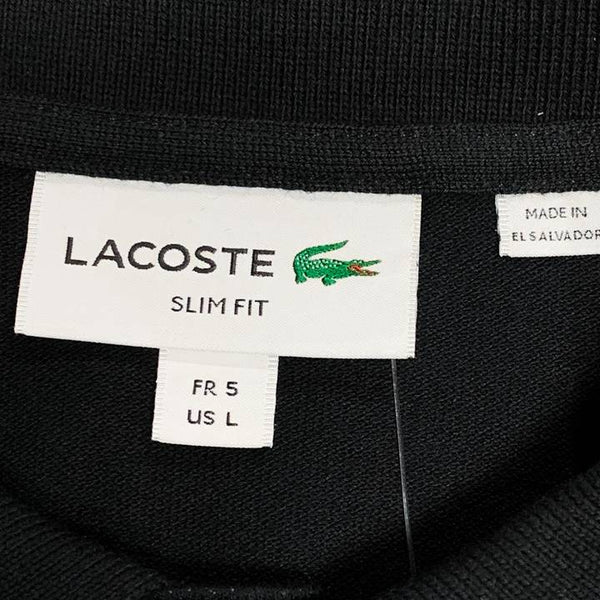 LACOSTE
SLIM FIT
FR 5
US L
MADE IN
EL SALVADOR